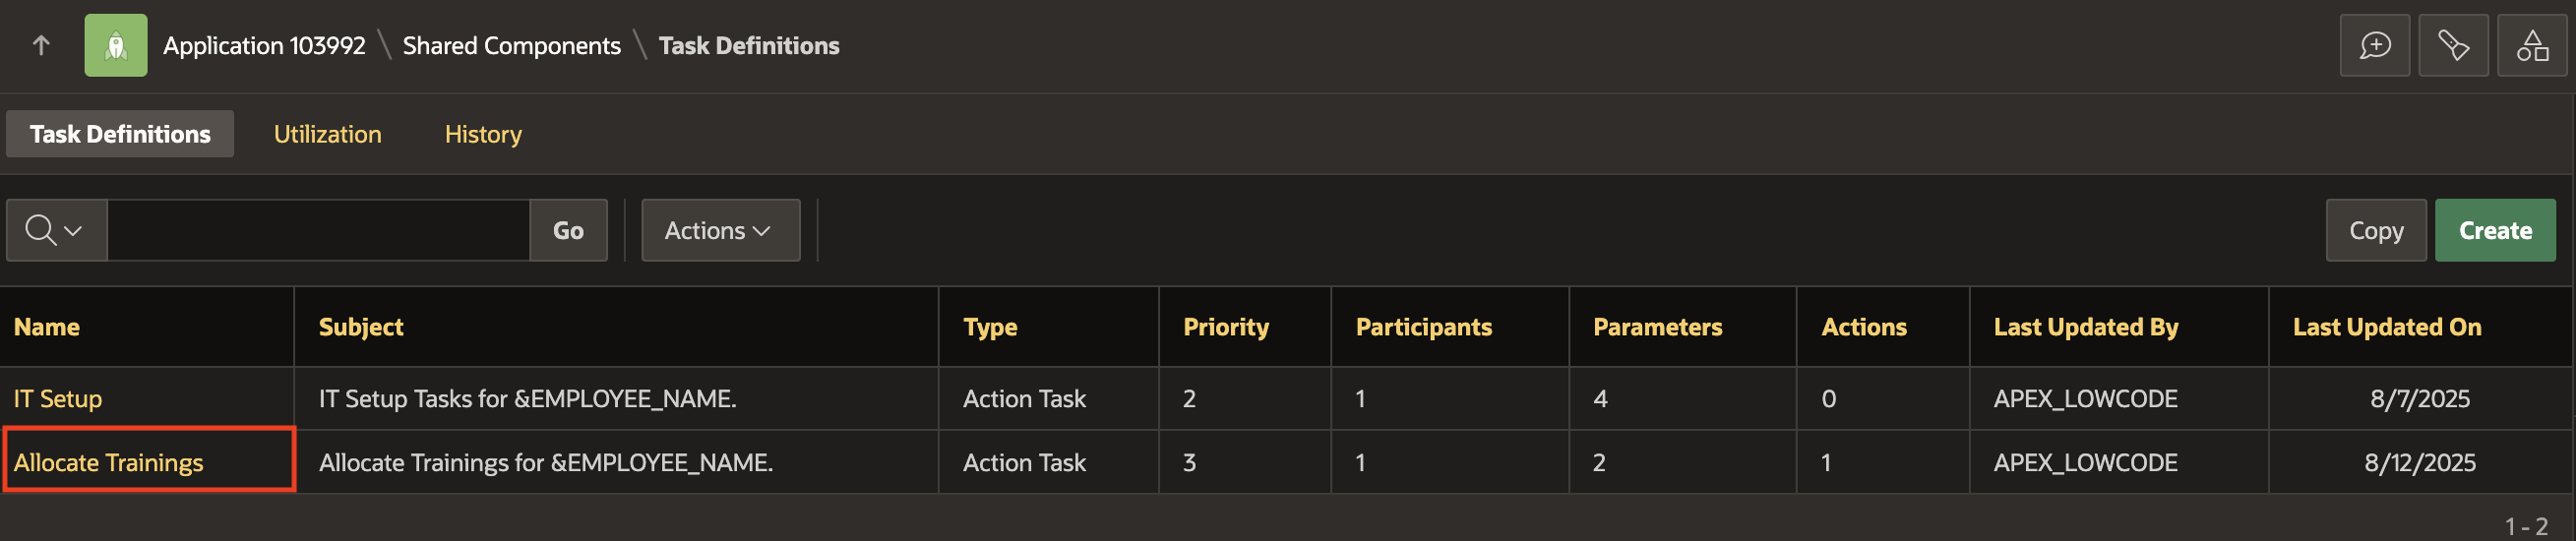 Application 103992 \ Shared Components \ Task Definitions
Task Definitions Utilization History
Go Actions Copy Create
Name Subject Type Priority Participants Parameters Actions Last Updated By Last Updated On
IT Setup IT Setup Tasks for &EMPLOYEE_NAME. Action Task 2 1 4 0 APEX_LOWCODE 8/7/2025
Allocate Trainings Allocate Trainings for &EMPLOYEE_NAME. Action Task 3 1 2 1 APEX_LOWCODE 8/12/2025
1 - 2